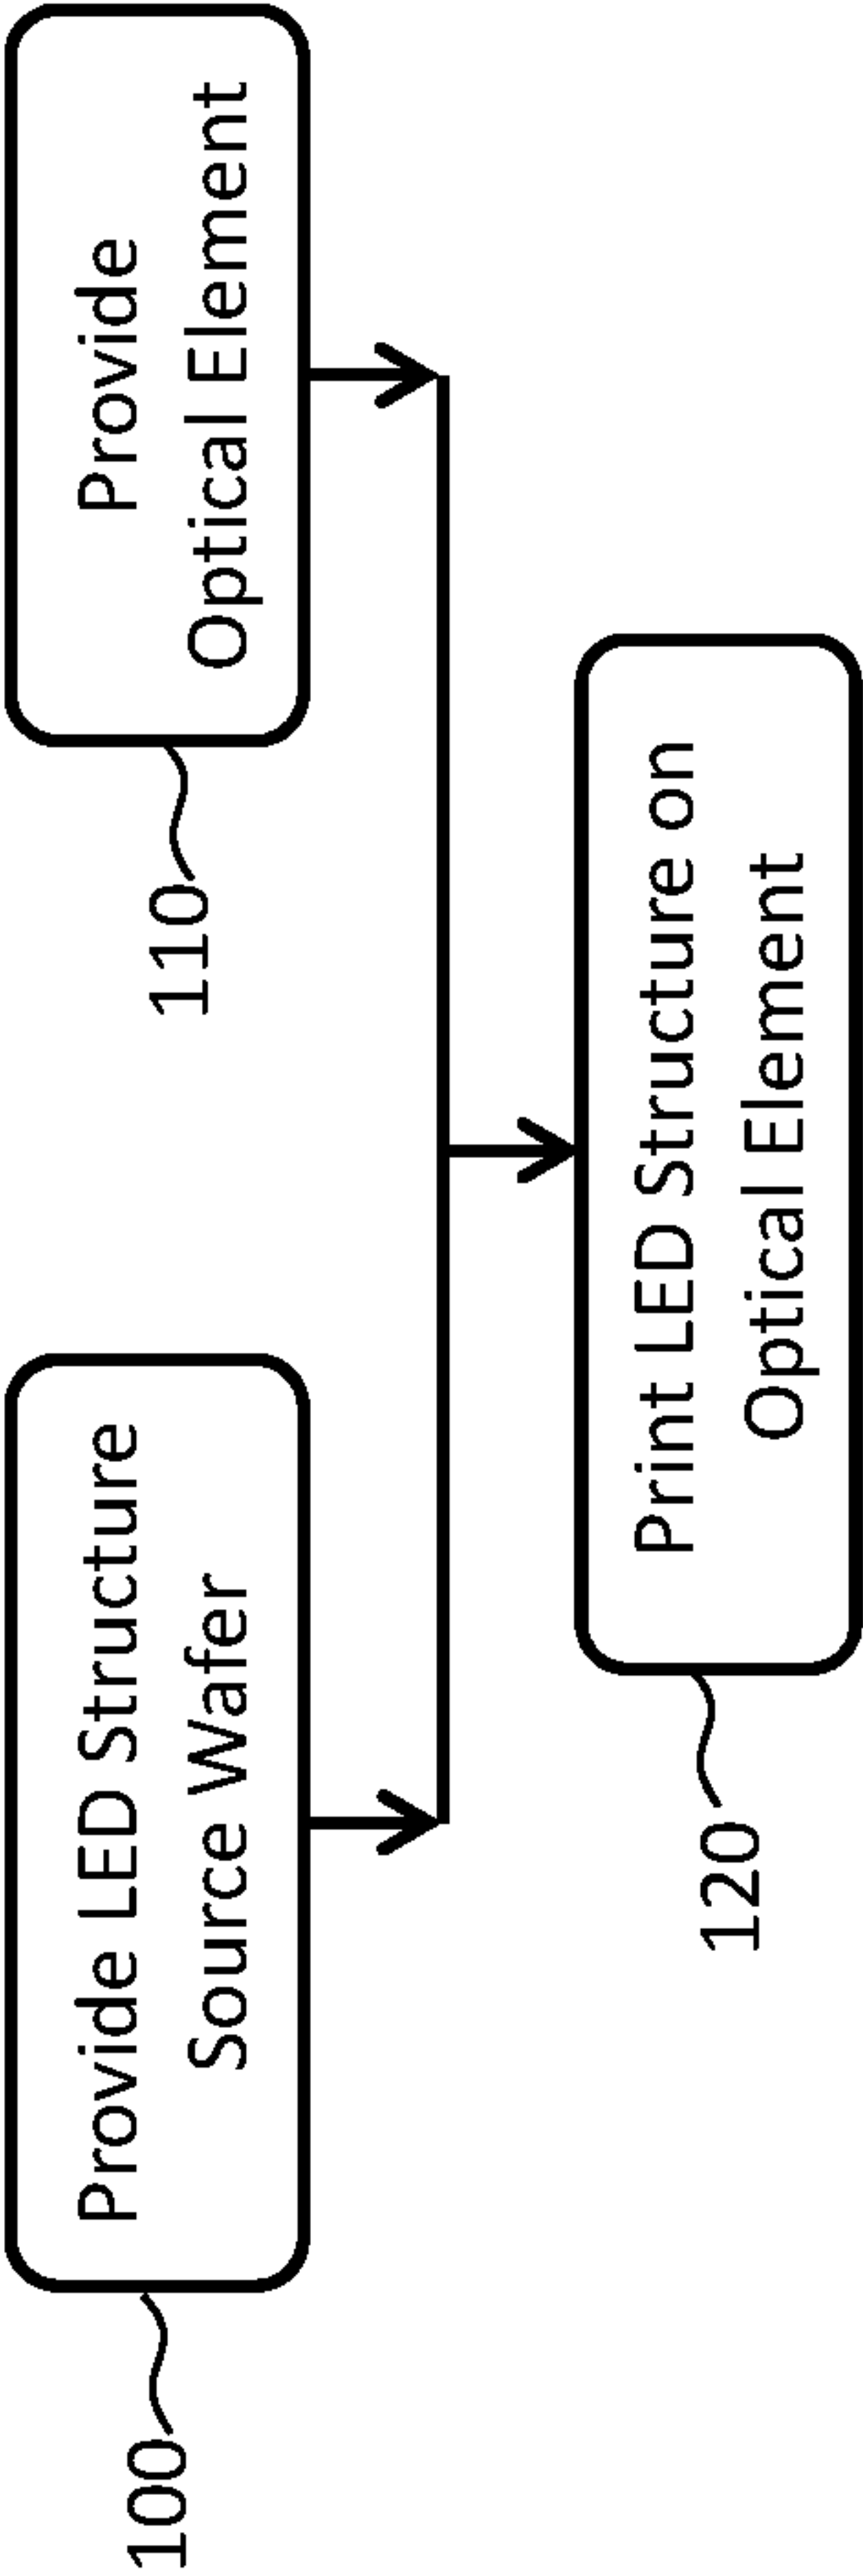 100
Provide LED Structure
Source Wafer
110
Provide
Optical Element
120
Print LED Structure on
Optical Element